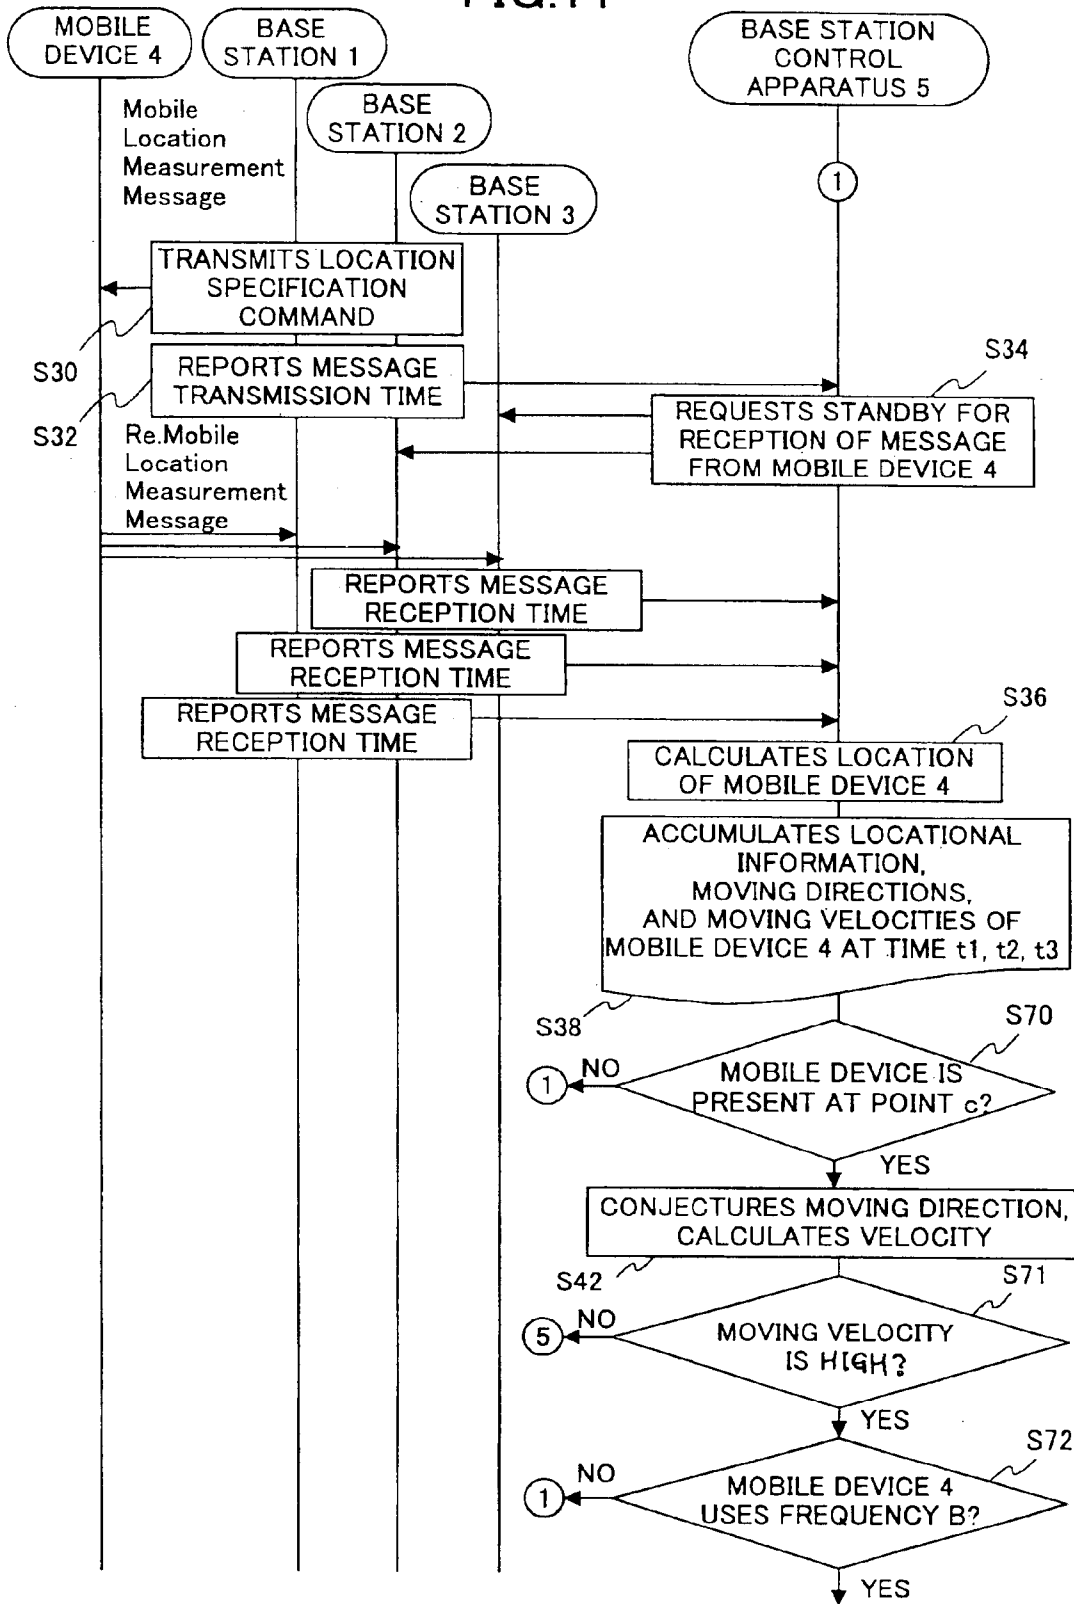 MOBILE
DEVICE 4
BASE
STATION 1
BASE
STATION 2
BASE
STATION 3
BASE STATION
CONTROL
APPARATUS 5
1
Mobile
Location
Measurement
Message
TRANSMITS LOCATION
SPECIFICATION
COMMAND
S30
REPORTS MESSAGE
TRANSMISSION TIME
S32
S34
REQUESTS STANDBY FOR
RECEPTION OF MESSAGE
FROM MOBILE DEVICE 4
Re.Mobile
Location
Measurement
Message
REPORTS MESSAGE
RECEPTION TIME
REPORTS MESSAGE
RECEPTION TIME
REPORTS MESSAGE
RECEPTION TIME
S36
CALCULATES LOCATION
OF MOBILE DEVICE 4
ACCUMULATES LOCATIONAL
INFORMATION,
MOVING DIRECTIONS,
AND MOVING VELOCITIES OF
MOBILE DEVICE 4 AT TIME t1, t2, t3
S38
S70
MOBILE DEVICE IS
PRESENT AT POINT c?
NO
1
YES
CONJECTURES MOVING DIRECTION,
CALCULATES VELOCITY
S42
S71
MOVING VELOCITY
IS HIGH?
NO
5
YES
S72
MOBILE DEVICE 4
USES FREQUENCY B?
NO
1
YES